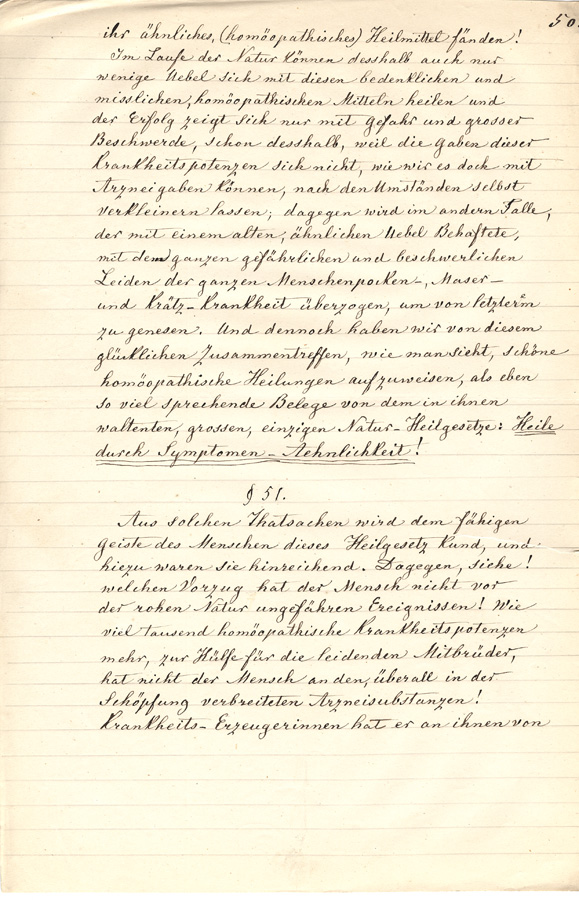 50.
ihr ähnliches, (homöopathisches) Heilmittel fänden!
Im Laufe der Natur können desshalb auch nur
wenige Uebel sich mit diesen bedenklichen und
misslichen, homöopathischen Mitteln heilen und
der Erfolg zeigt sich nur mit Gefahr und grosser
Beschwerde, schon desshalb, weil die Gaben dieser
Krankheitspotenzen sich nicht, wie wir es doch mit
Arzneigaben können, nach den Umständen selbst
verkleinern lassen; dagegen wird im andern Falle,
der mit einem alten, ähnlichen Uebel Behaftete,
mit dem ganzen gefährlichen und beschwerlichen
Leiden der ganzen Menschenpocken-, Maser-
und Krätz-Krankheit überzogen, um von letzterm
zu genesen. Und dennoch haben wir von diesem
glücklichen Zusammentreffen, wie man sieht, schöne
homöopathische Heilungen aufzuweisen, als eben
so viel sprechende Belege von dem in ihnen
waltenten, grossen, einzigen Natur-Heilgesetze: Heile
durch Symptomen-Aehnlichkeit!
§ 51.
Aus solchen Thatsachen wird dem fähigen
Geiste des Menschen dieses Heilgesetz kund, und
hiezu waren sie hinreichend. Dagegen, siehe!
welchen Vorzug hat der Mensch nicht vor
der rohen Natur ungefähren Ereignissen! Wie
viel tausend homöopathische Krankheitspotenzen
mehr, zur Hülfe für die leidenden Mitbrüder,
hat nicht der Mensch an den, überall in der
Schöpfung verbreiteten Arzneisubstanzen!
Krankheits-Erzeugerinnen hat er an ihnen von